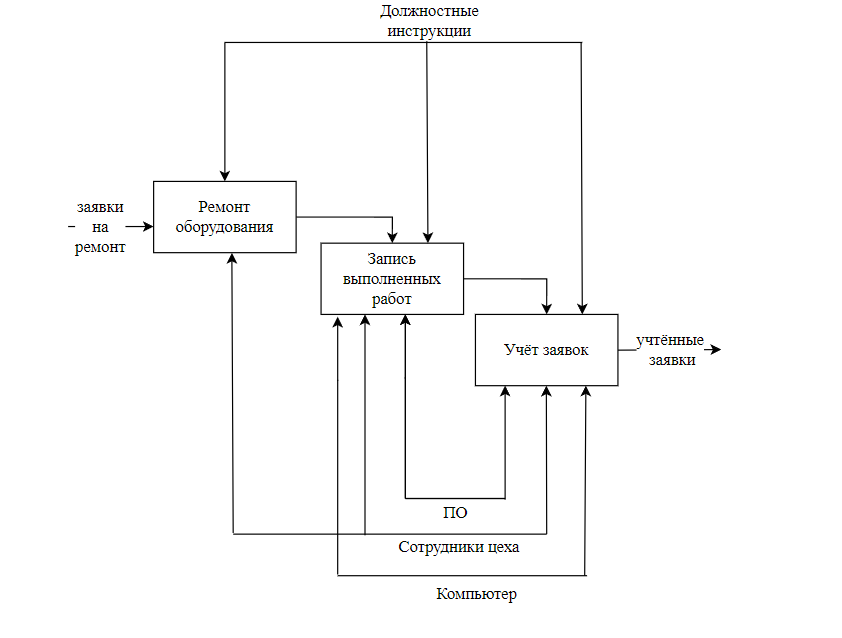 Должностные
инструкции
заявки
на
ремонт
Ремонт
оборудования
Запись
выполненных
работ
Учёт заявок
учтённые
заявки
ПО
Сотрудники цеха
Компьютер